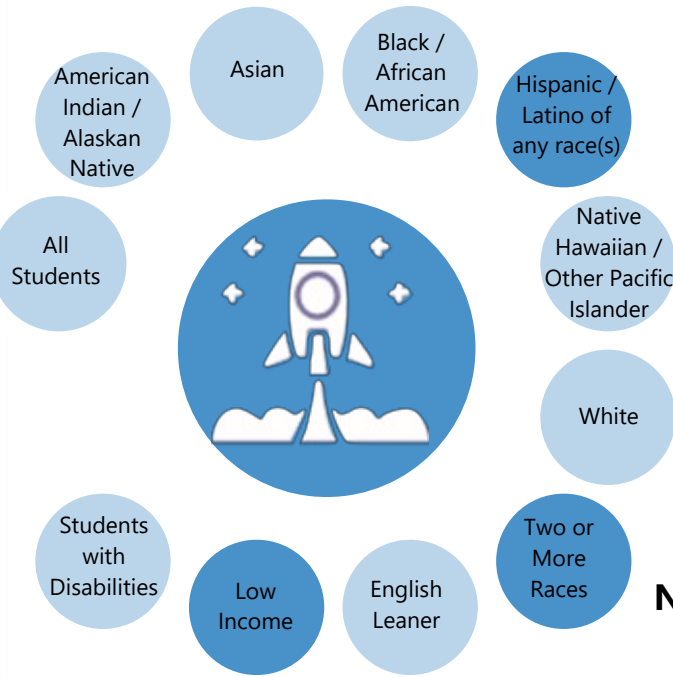 American
Indian /
Alaskan
Native
Asian
Black /
African
American
Hispanic /
Latino of
any race(s)
All
Students
Native
Hawaiian /
Other Pacific
Islander
White
Students
with
Disabilities
Low
Income
English
Leaner
Two or
More
Races
N